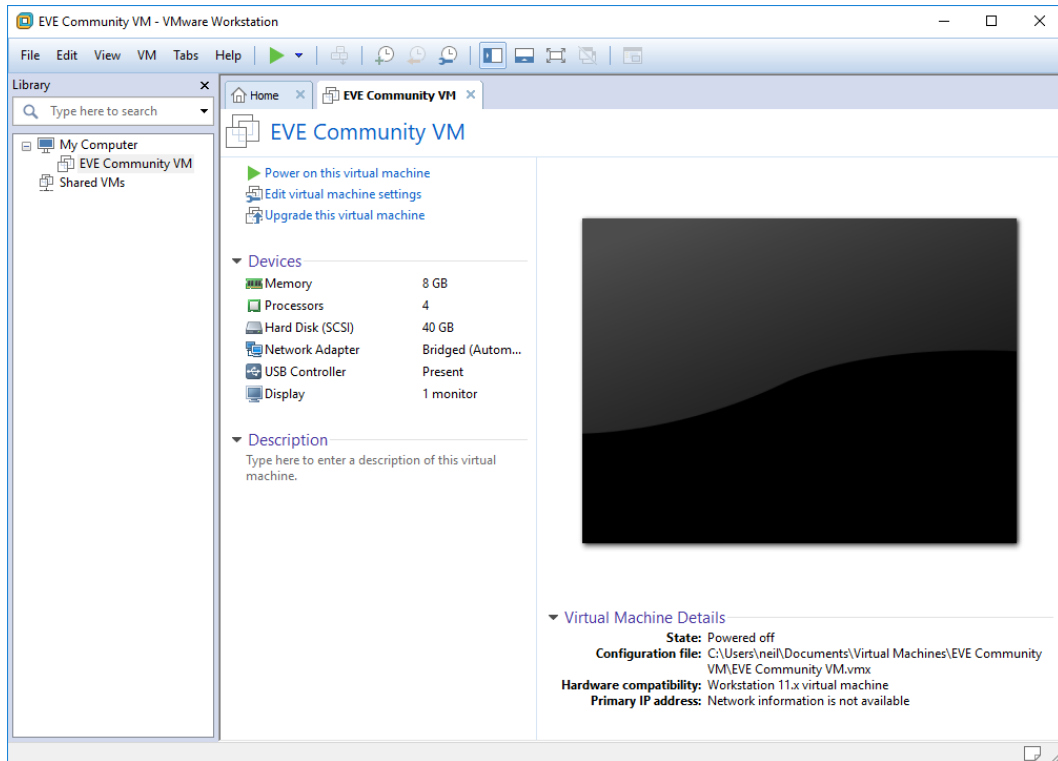 EVE Community VM - VMware Workstation
File Edit View VM Tabs Help
Library
Type here to search
My Computer
EVE Community VM
Shared VMs
Home
EVE Community VM
EVE Community VM
Power on this virtual machine
Edit virtual machine settings
Upgrade this virtual machine
Devices
Memory 8 GB
Processors 4
Hard Disk (SCSI) 40 GB
Network Adapter Bridged (Autom...
USB Controller Present
Display 1 monitor
Description
Type here to enter a description of this virtual
machine.
Virtual Machine Details
State: Powered off
Configuration file: C:\Users\neil\Documents\Virtual Machines\EVE Community
VM\EVE Community VM.vmx
Hardware compatibility: Workstation 11.x virtual machine
Primary IP address: Network information is not available